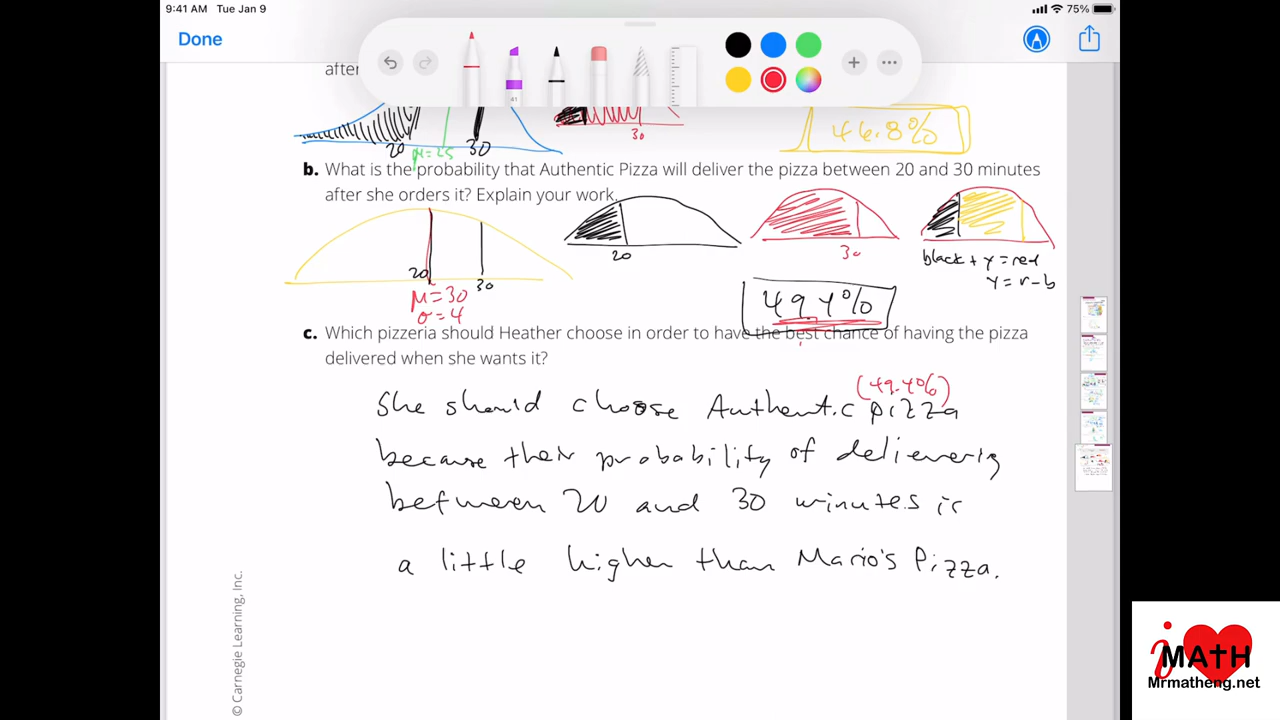 9:41 AM Tue Jan 9
75%
Done
41
after
20
μ=25
30
30
46.8%
b. What is the probability that Authentic Pizza will deliver the pizza between 20 and 30 minutes
after she orders it? Explain your work.
20
30
μ=30
σ=4
20
30
black + y = red
y = r - b
49.4%
c. Which pizzeria should Heather choose in order to have the best chance of having the pizza
delivered when she wants it?
(49.4%)
She should choose Authentic pizza
because their probability of
between 20 and 30 minutes is
a little higher than Mario's Pizza.
© Carnegie Learning, Inc.
i
MATH
Mrmatheng.net